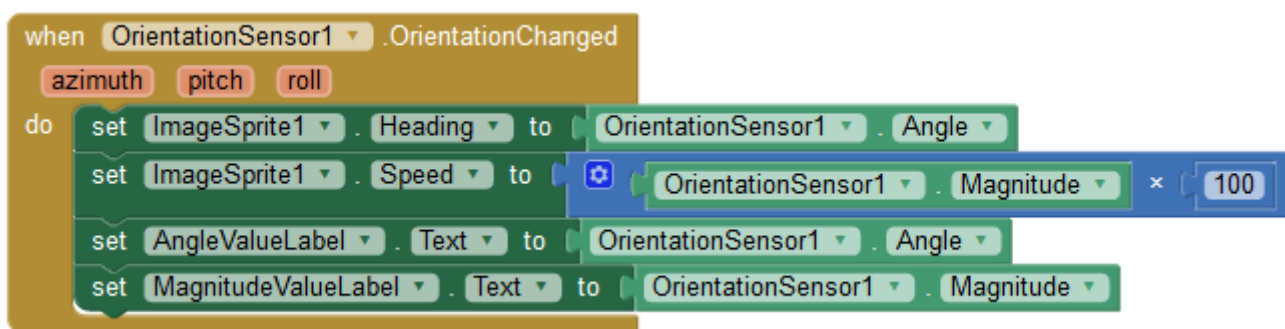 when OrientationSensor1 .OrientationChanged
azimuth pitch roll
do set ImageSprite1 . Heading to OrientationSensor1 . Angle
set ImageSprite1 . Speed to OrientationSensor1 . Magnitude × 100
set AngleValueLabel . Text to OrientationSensor1 . Angle
set MagnitudeValueLabel . Text to OrientationSensor1 . Magnitude